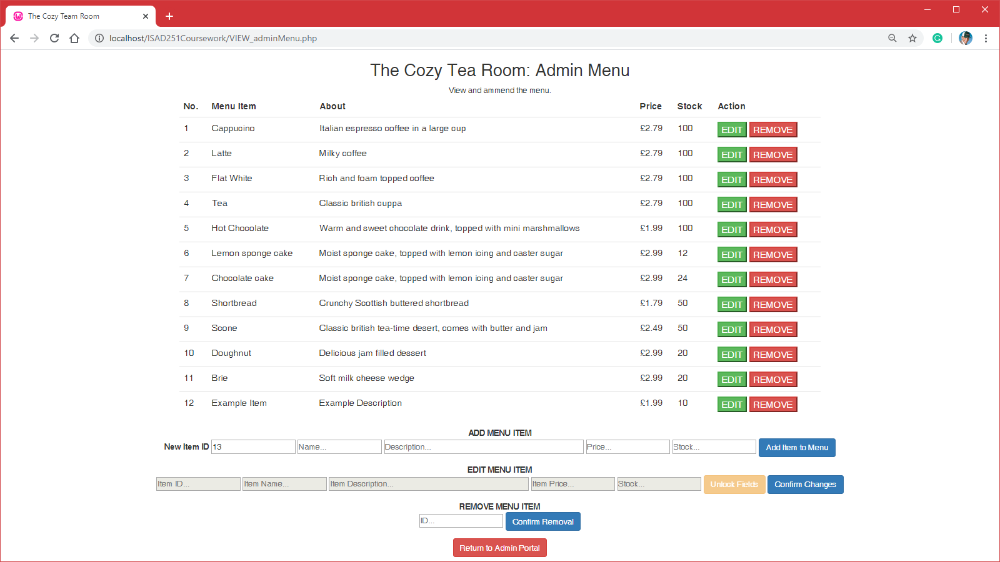 The Cozy Team Room
localhost/ISAD251Coursework/VIEW_adminMenu.php
The Cozy Tea Room: Admin Menu
View and ammend the menu.
No. Menu Item About Price Stock Action
1 Cappucino Italian espresso coffee in a large cup £2.79 100 EDIT REMOVE
2 Latte Milky coffee £2.79 100 EDIT REMOVE
3 Flat White Rich and foam topped coffee £2.79 100 EDIT REMOVE
4 Tea Classic british cuppa £2.79 100 EDIT REMOVE
5 Hot Chocolate Warm and sweet chocolate drink, topped with mini marshmallows £1.99 100 EDIT REMOVE
6 Lemon sponge cake Moist sponge cake, topped with lemon icing and caster sugar £2.99 12 EDIT REMOVE
7 Chocolate cake Moist sponge cake, topped with lemon icing and caster sugar £2.99 24 EDIT REMOVE
8 Shortbread Crunchy Scottish buttered shortbread £1.79 50 EDIT REMOVE
9 Scone Classic british tea-time desert, comes with butter and jam £2.49 50 EDIT REMOVE
10 Doughnut Delicious jam filled dessert £2.99 20 EDIT REMOVE
11 Brie Soft milk cheese wedge £2.99 20 EDIT REMOVE
12 Example Item Example Description £1.99 10 EDIT REMOVE
ADD MENU ITEM
New Item ID 13 Name... Description... Price... Stock... Add Item to Menu
EDIT MENU ITEM
Item ID... Item Name... Item Description... Item Price... Stock... Unlock Fields Confirm Changes
REMOVE MENU ITEM
ID... Confirm Removal
Return to Admin Portal